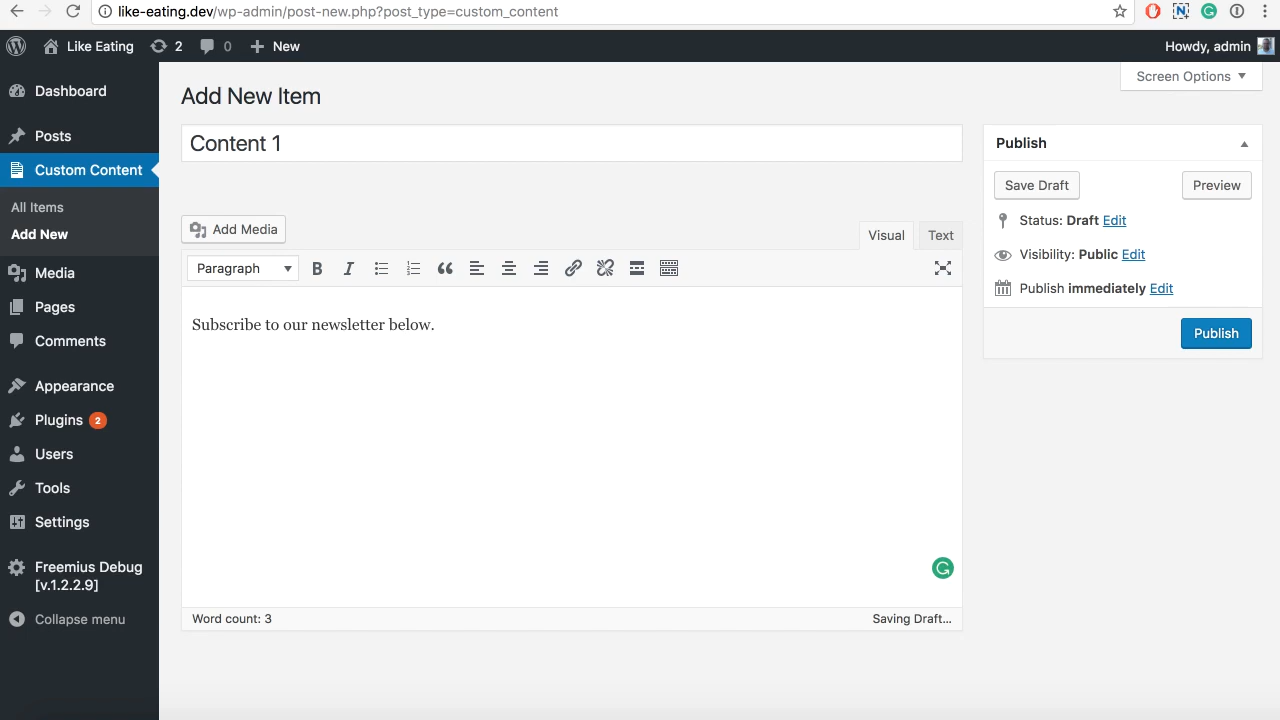 like-eating.dev/wp-admin/post-new.php?post_type=custom_content
Like Eating 2 0 New
Howdy, admin
Screen Options
Dashboard
Posts
Custom Content
All Items
Add New
Media
Pages
Comments
Appearance
Plugins 2
Users
Tools
Settings
Freemius Debug
[v.1.2.2.9]
Collapse menu
Add New Item
Content 1
Add Media
Visual Text
Paragraph
Subscribe to our newsletter below.
Word count: 3
Saving Draft...
Publish
Save Draft
Preview
Status: Draft Edit
Visibility: Public Edit
Publish immediately Edit
Publish